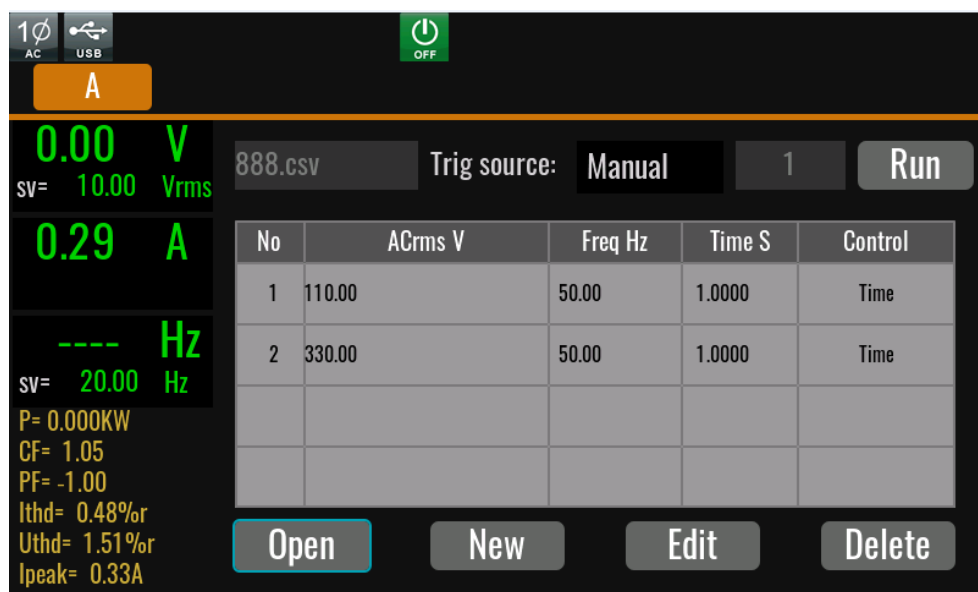 1Ø
AC
USB
OFF
A
0.00 V
sv= 10.00 Vrms
0.29 A
---- Hz
sv= 20.00 Hz
P= 0.000KW
CF= 1.05
PF= -1.00
Ithd= 0.48%r
Uthd= 1.51%r
Ipeak= 0.33A
888.csv Trig source: Manual 1 Run
No ACrms V Freq Hz Time S Control
1 110.00 50.00 1.0000 Time
2 330.00 50.00 1.0000 Time
Open New Edit Delete